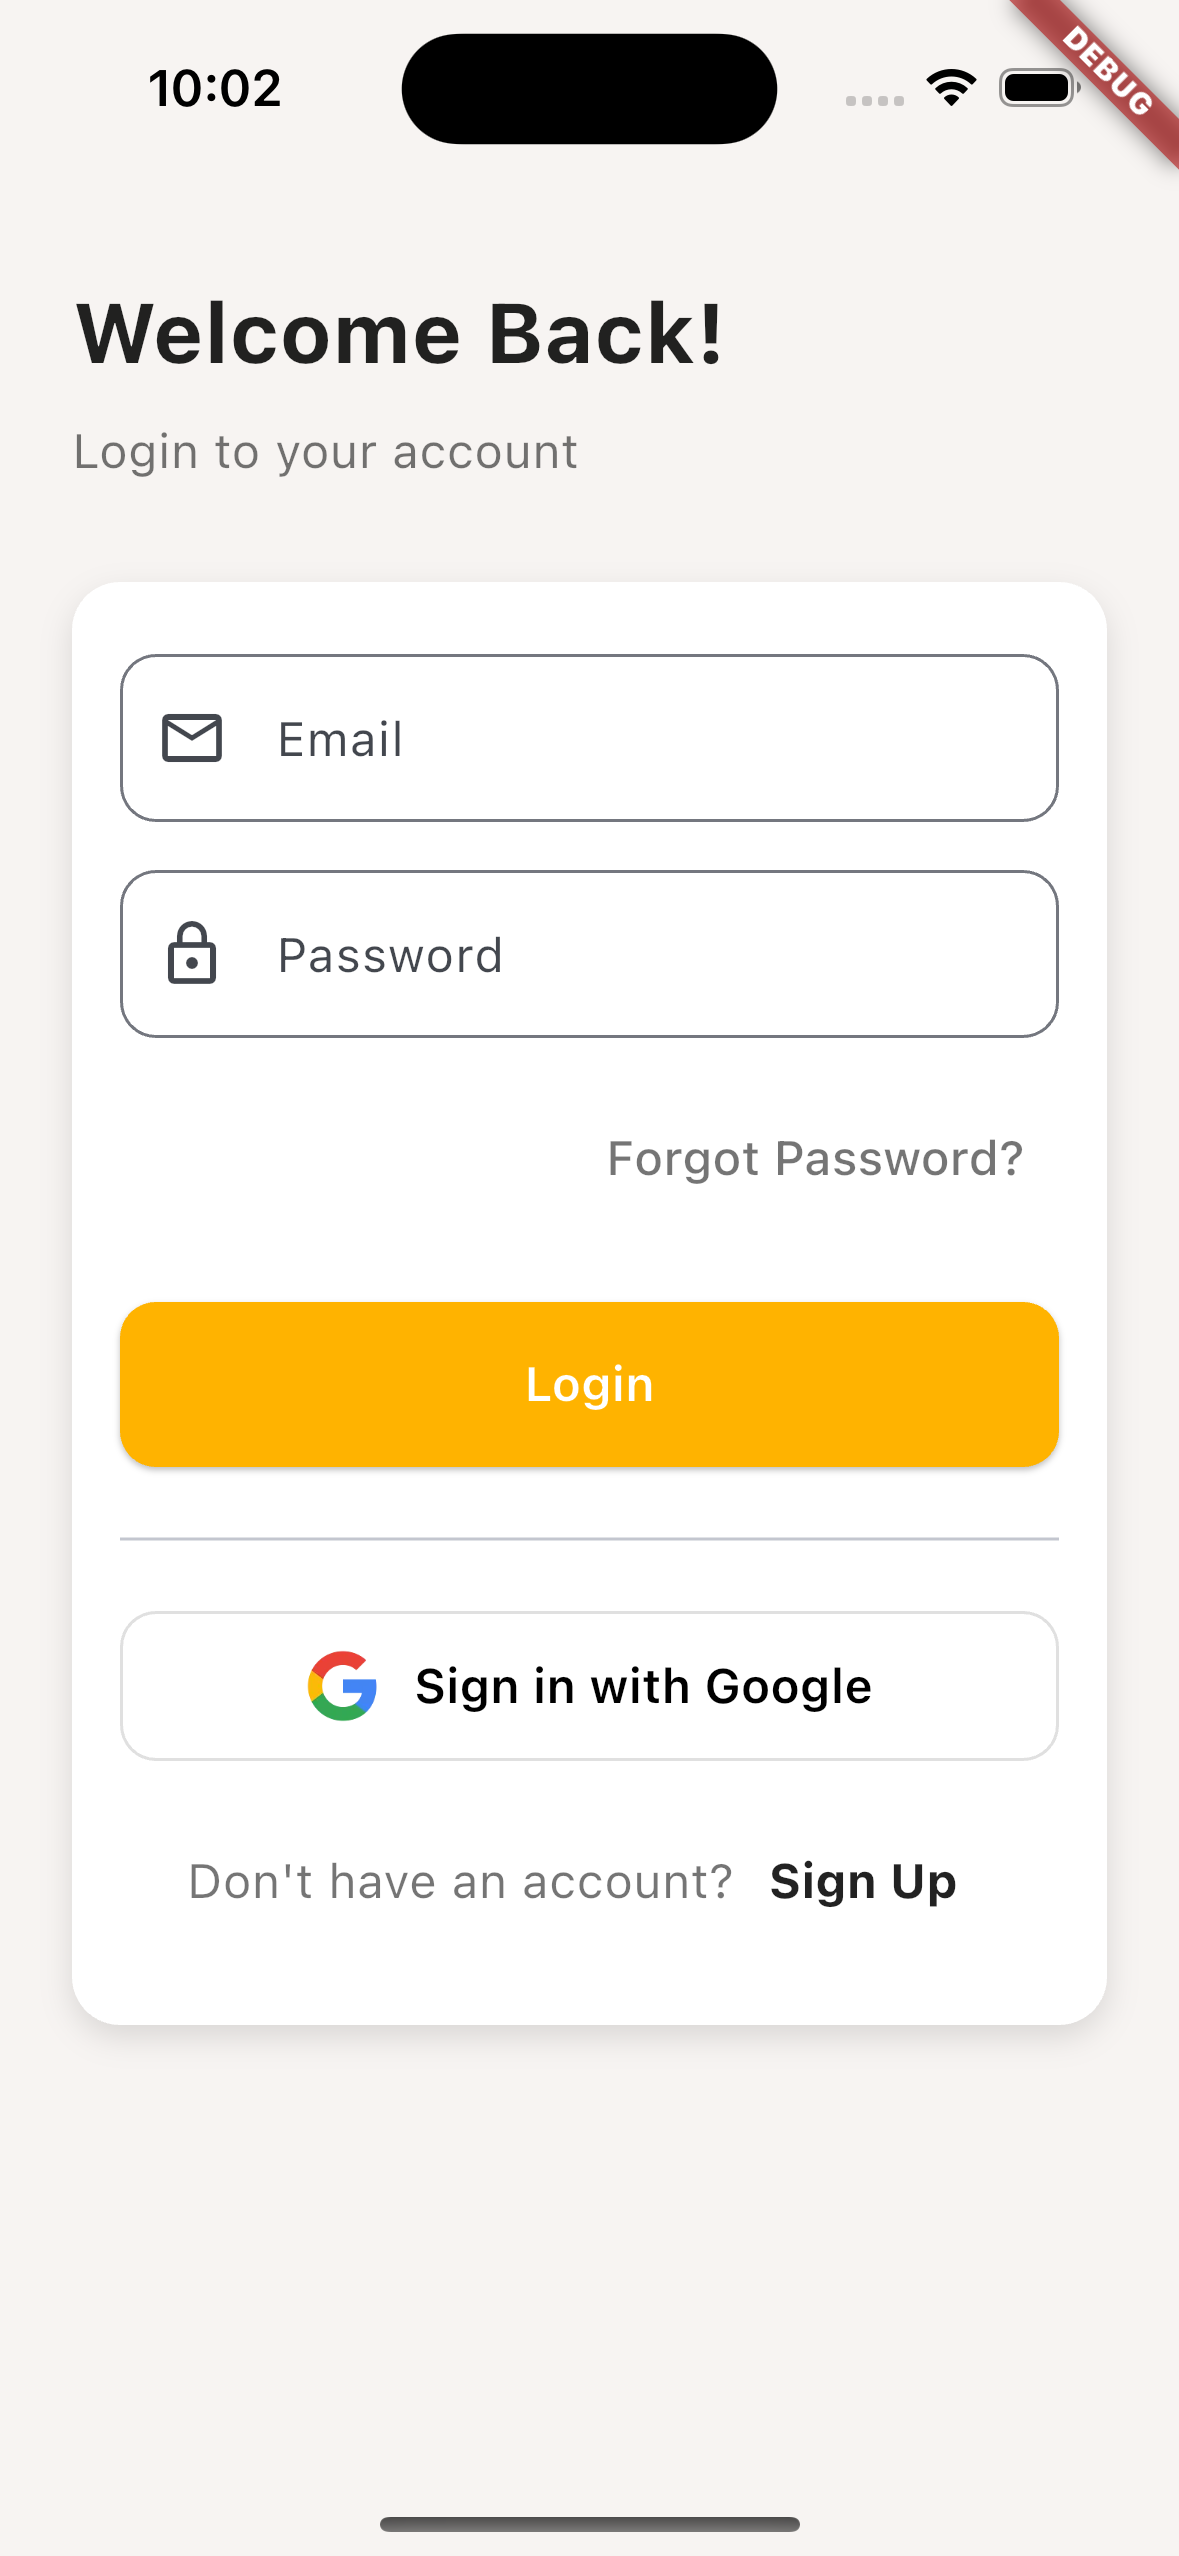 10:02
DEBUG
Welcome Back!
Login to your account
Email
Password
Forgot Password?
Login
Sign in with Google
Don't have an account? Sign Up